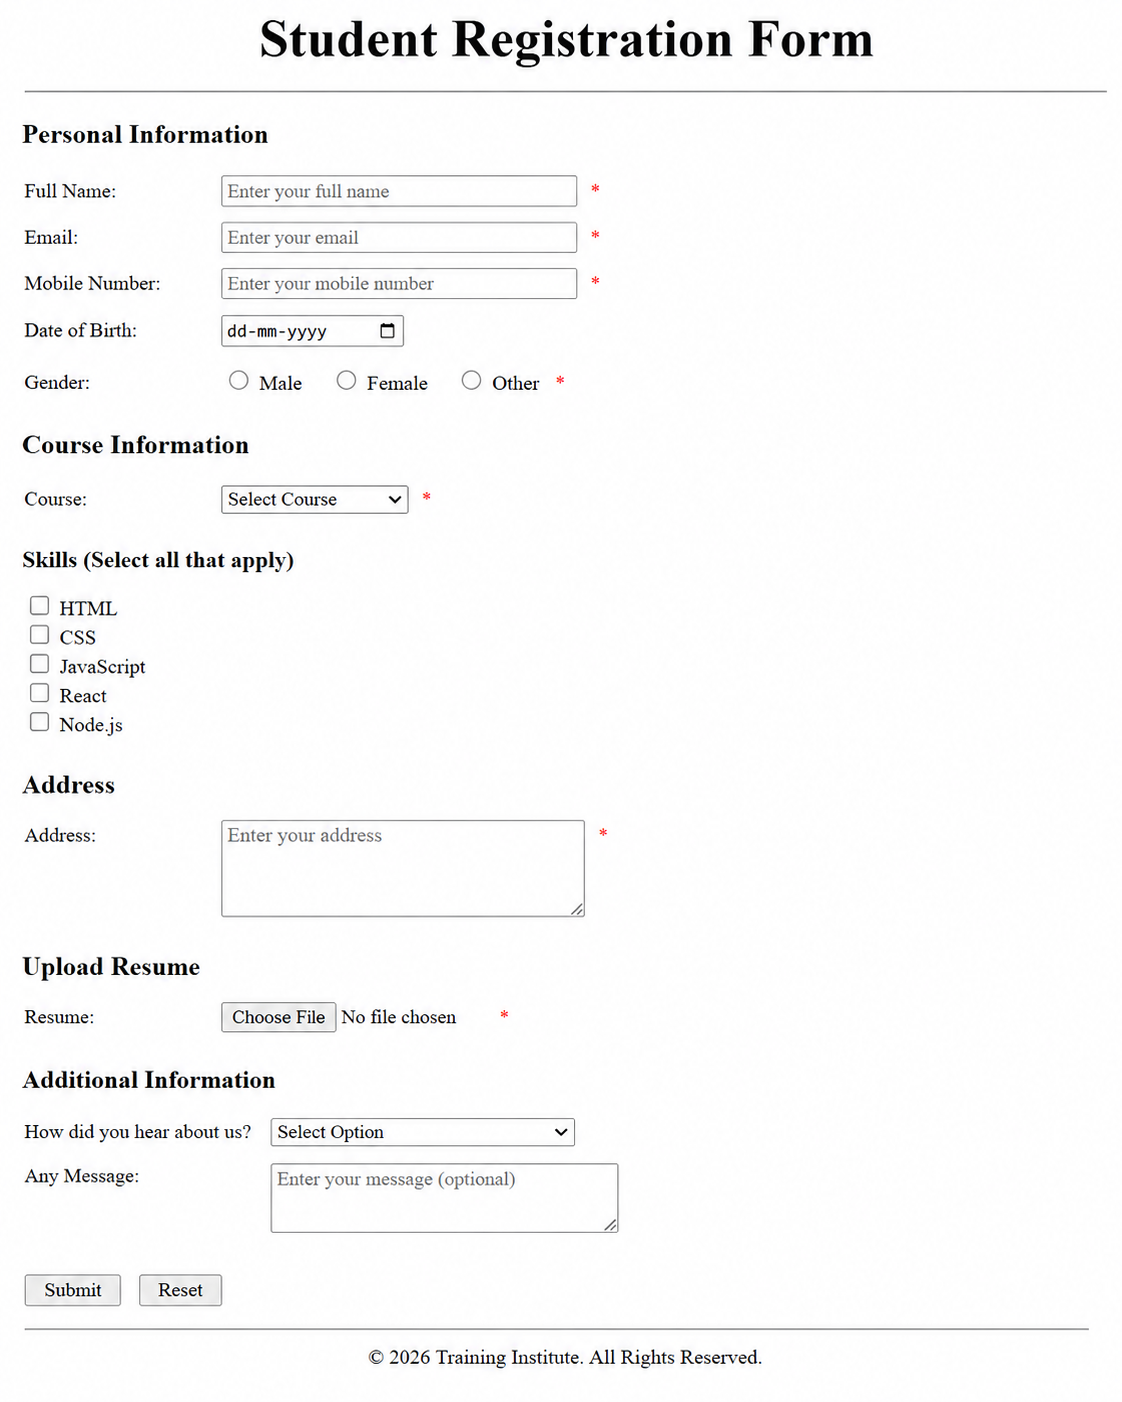 Student Registration Form
Personal Information
Full Name: Enter your full name *
Email: Enter your email *
Mobile Number: Enter your mobile number *
Date of Birth: dd-mm-yyyy
Gender: Male Female Other *
Course Information
Course: Select Course *
Skills (Select all that apply)
HTML
CSS
JavaScript
React
Node.js
Address
Address: Enter your address *
Upload Resume
Resume: Choose File No file chosen *
Additional Information
How did you hear about us? Select Option
Any Message: Enter your message (optional)
Submit Reset
© 2026 Training Institute. All Rights Reserved.